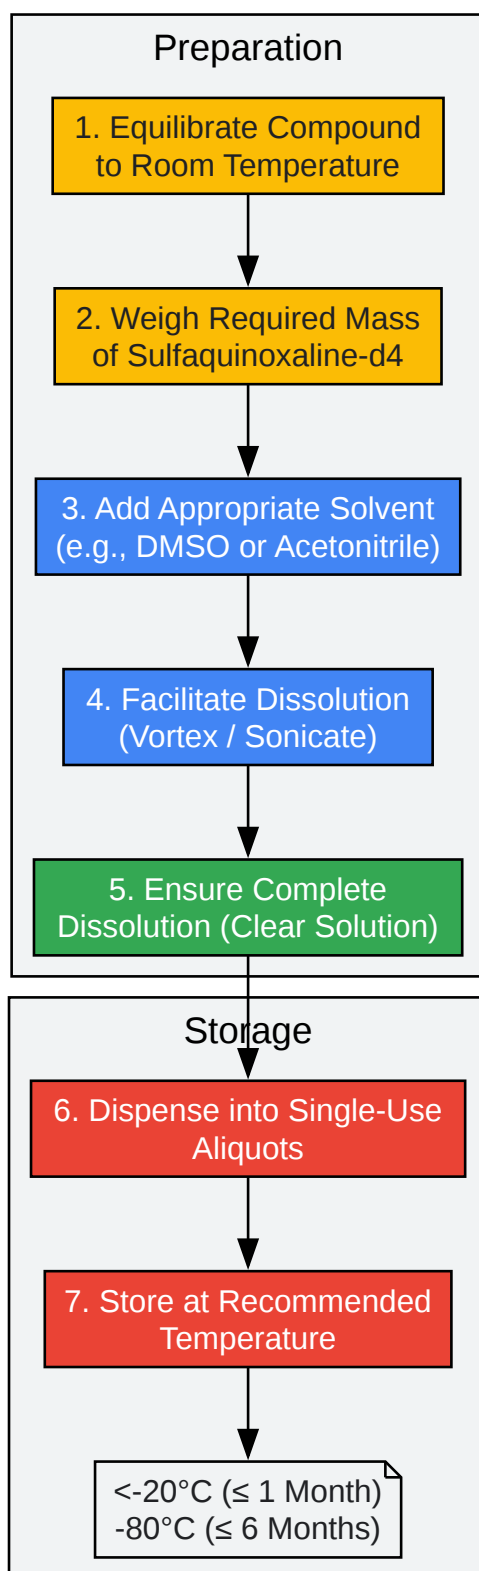 Preparation
1. Equilibrate Compound
to Room Temperature
2. Weigh Required Mass
of Sulfaquinoxaline-d4
3. Add Appropriate Solvent
(e.g., DMSO or Acetonitrile)
4. Facilitate Dissolution
(Vortex / Sonicate)
5. Ensure Complete
Dissolution (Clear Solution)
Storage
6. Dispense into Single-Use
Aliquots
7. Store at Recommended
Temperature
<-20°C (≤ 1 Month)
-80°C (≤ 6 Months)